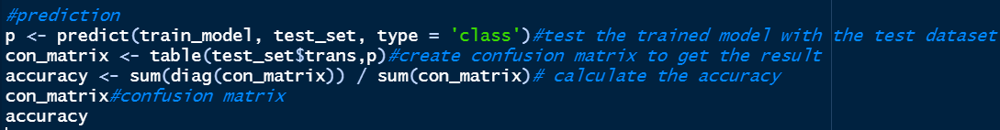 #prediction
p <- predict(train_model, test_set, type = 'class')#test the trained model with the test dataset
con_matrix <- table(test_set$trans,p)#create confusion matrix to get the result
accuracy <- sum(diag(con_matrix)) / sum(con_matrix)# calculate the accuracy
con_matrix#confusion matrix
accuracy